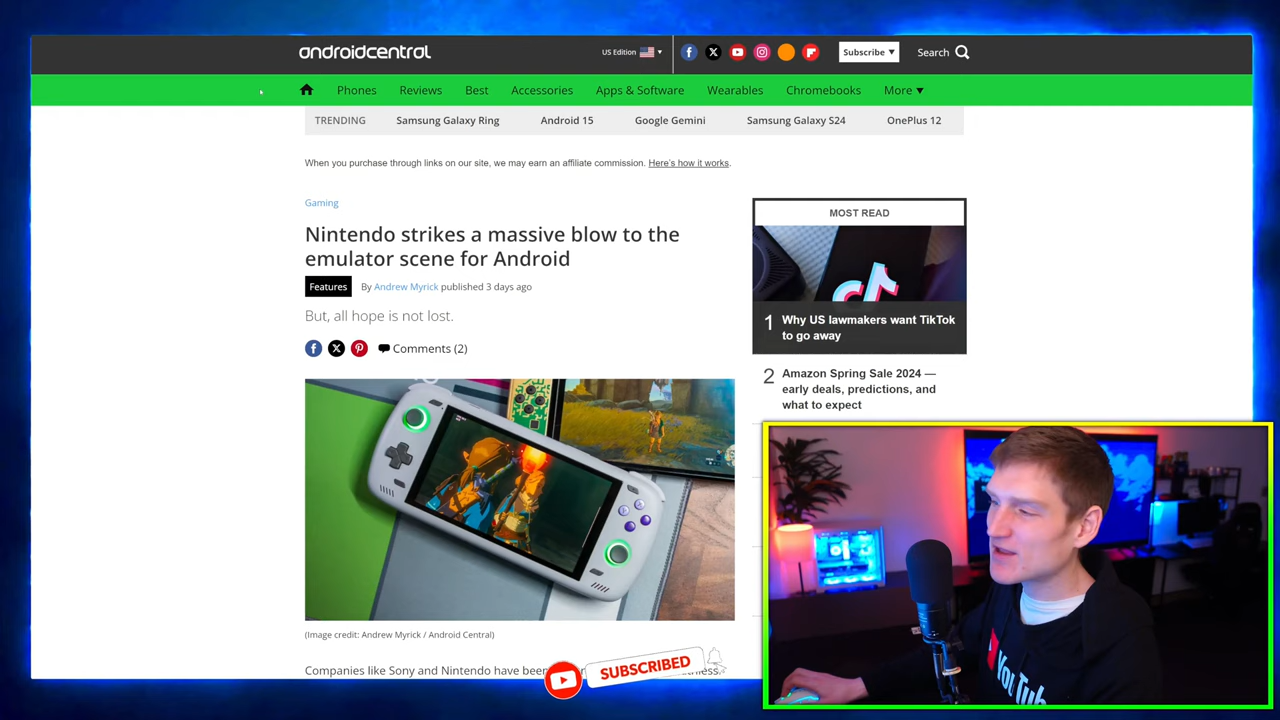 androidcentral
US Edition
Subscribe ▼
Search
Phones
Reviews
Best
Accessories
Apps & Software
Wearables
Chromebooks
More ▼
TRENDING
Samsung Galaxy Ring
Android 15
Google Gemini
Samsung Galaxy S24
OnePlus 12
When you purchase through links on our site, we may earn an affiliate commission. Here's how it works.
Gaming
Nintendo strikes a massive blow to the
emulator scene for Android
Features
By Andrew Myrick published 3 days ago
But, all hope is not lost.
Comments (2)
(Image credit: Andrew Myrick / Android Central)
Companies like Sony and Nintendo have been
MOST READ
1
Why US lawmakers want TikTok
to go away
2
Amazon Spring Sale 2024 —
early deals, predictions, and
what to expect
SUBSCRIBED
YouTub